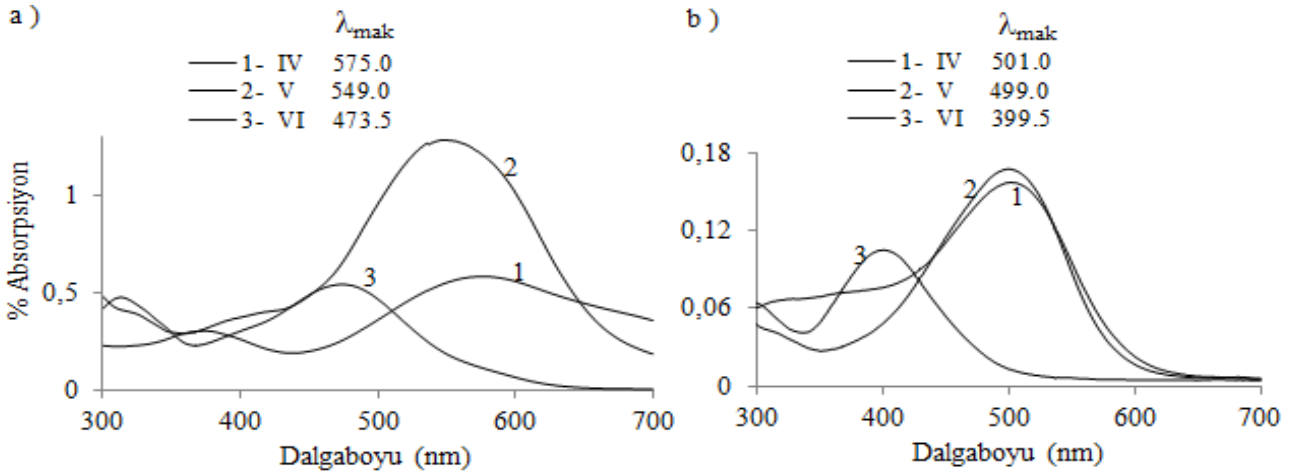 a )
λmak
1- IV 575.0
2- V 549.0
3- VI 473.5
% Absorpsiyon
1
0,5
0
2
3
1
300 400 500 600 700
Dalgaboyu (nm)
b )
λmak
1- IV 501.0
2- V 499.0
3- VI 399.5
0,18
0,12
0,06
0
2
1
3
300 400 500 600 700
Dalgaboyu (nm)